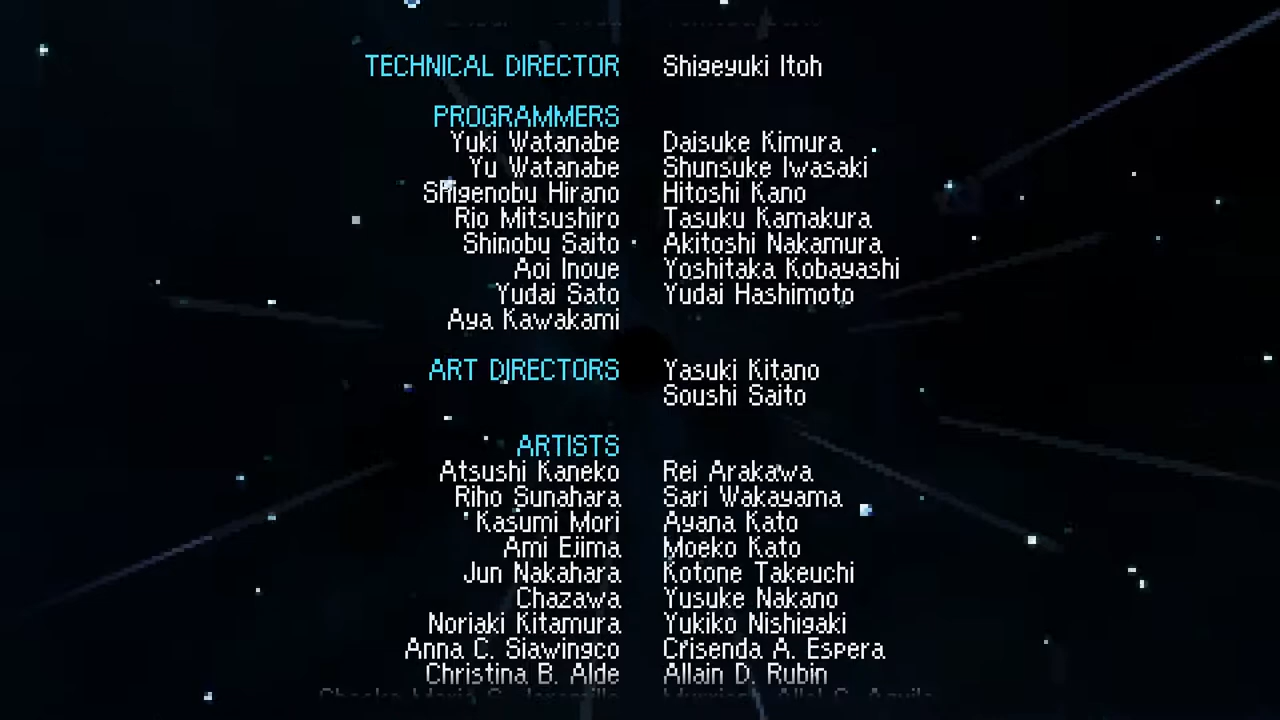 TECHNICAL DIRECTOR Shigeyuki Itoh
PROGRAMMERS
Yuki Watanabe Daisuke Kimura
Yu Watanabe Shunsuke Iwasaki
Shigenobu Hirano Hitoshi Kano
Rio Mitsushiro Tasuku Kamakura
Shinobu Saito Akitoshi Nakamura
Aoi Inoue Yoshitaka Kobayashi
Yudai Sato Yudai Hashimoto
Aya Kawakami
ART DIRECTORS Yasuki Kitano
Soushi Saito
ARTISTS
Atsushi Kaneko Rei Arakawa
Riho Sunahara Sari Wakayama
Kasumi Mori Ayana Kato
Ami Ejima Moeko Kato
Jun Nakahara Kotone Takeuchi
Chazawa Yusuke Nakano
Noriaki Kitamura Yukiko Nishigaki
Anna C. Siawingco Crisenda A. Espera
Christina B. Alde Allain D. Rubin